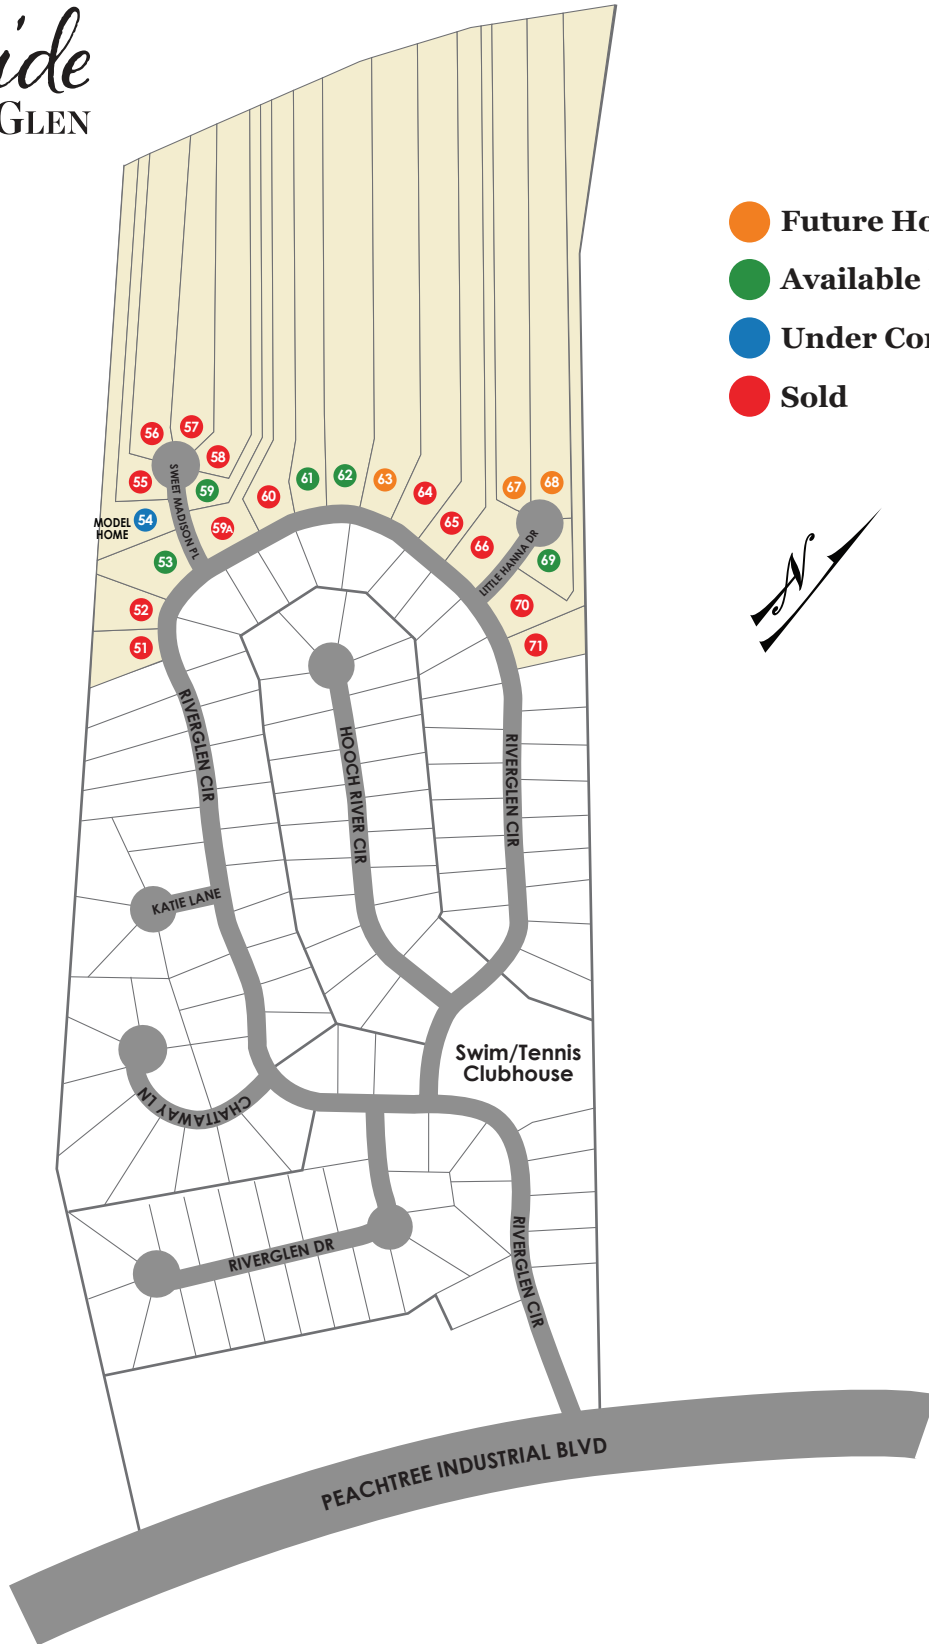 ide
GLEN
Future Ho
Available
Under Con
Sold
56
57
58
55
59
60
61
62
63
64
65
66
67
68
69
70
71
MODEL
HOME
54
59A
53
52
51
SWEET MADISON PL
LITTLE HANNA DR
N
RIVERGLEN CIR
HOOCH RIVER CIR
RIVERGLEN CIR
KATIE LANE
Swim/Tennis
Clubhouse
CHATTAWAY LN
RIVERGLEN DR
RIVERGLEN CIR
PEACHTREE INDUSTRIAL BLVD